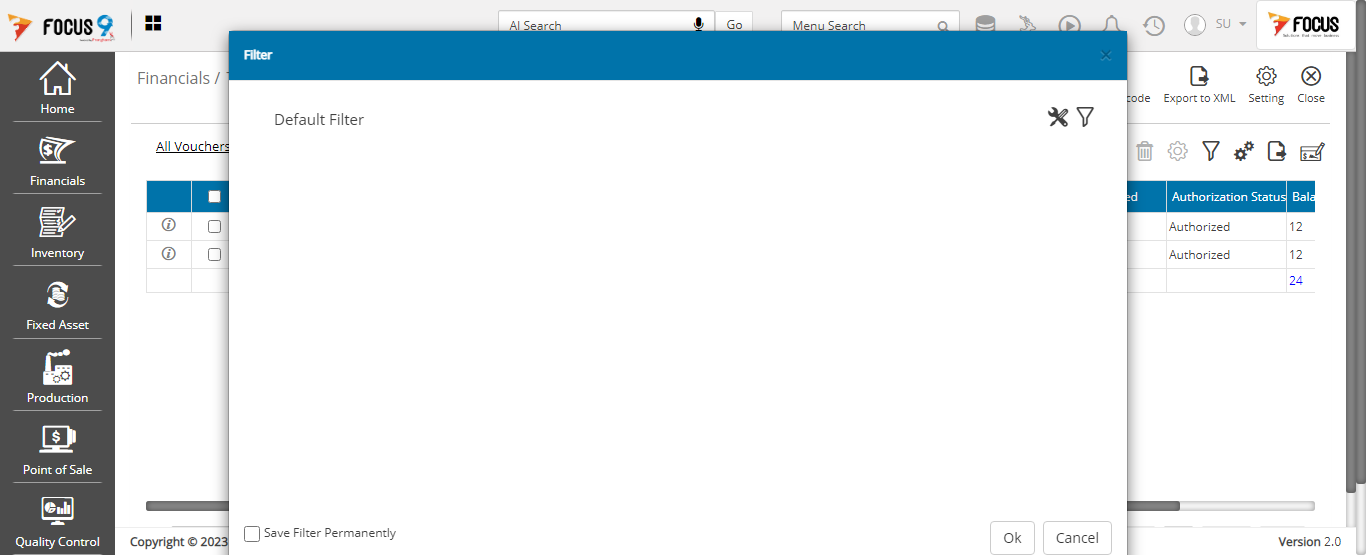 FOCUS 9
AI Search
Go
Menu Search
SU
FOCUS
Filter
Home
Financials
Inventory
Fixed Asset
Production
Point of Sale
Quality Control
Financials /
code
Export to XML
Setting
Close
Default Filter
All Vouchers
ed
Authorization Status
Bala
Authorized
12
Authorized
12
24
Save Filter Permanently
Ok
Cancel
Copyright © 2023
Version 2.0